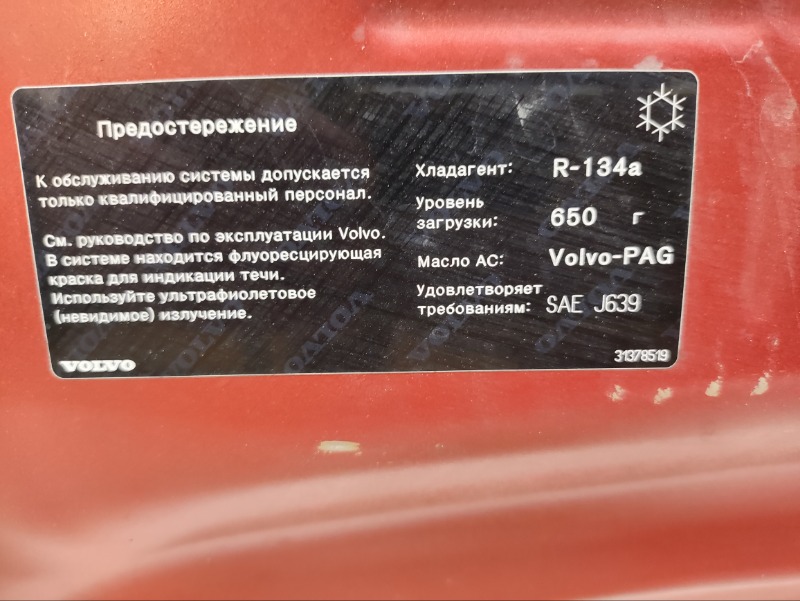 Предостережение
К обслуживанию системы допускается
только квалифицированный персонал.
См. руководство по эксплуатации Volvo.
В системе находится флуоресцирующая
краска для индикации течи.
Используйте ультрафиолетовое
(невидимое) излучение.
VOLVO
Хладагент: R-134a
Уровень
загрузки: 650 г
Масло AC: Volvo-PAG
Удовлетворяет
требованиям: SAE J639
31378519